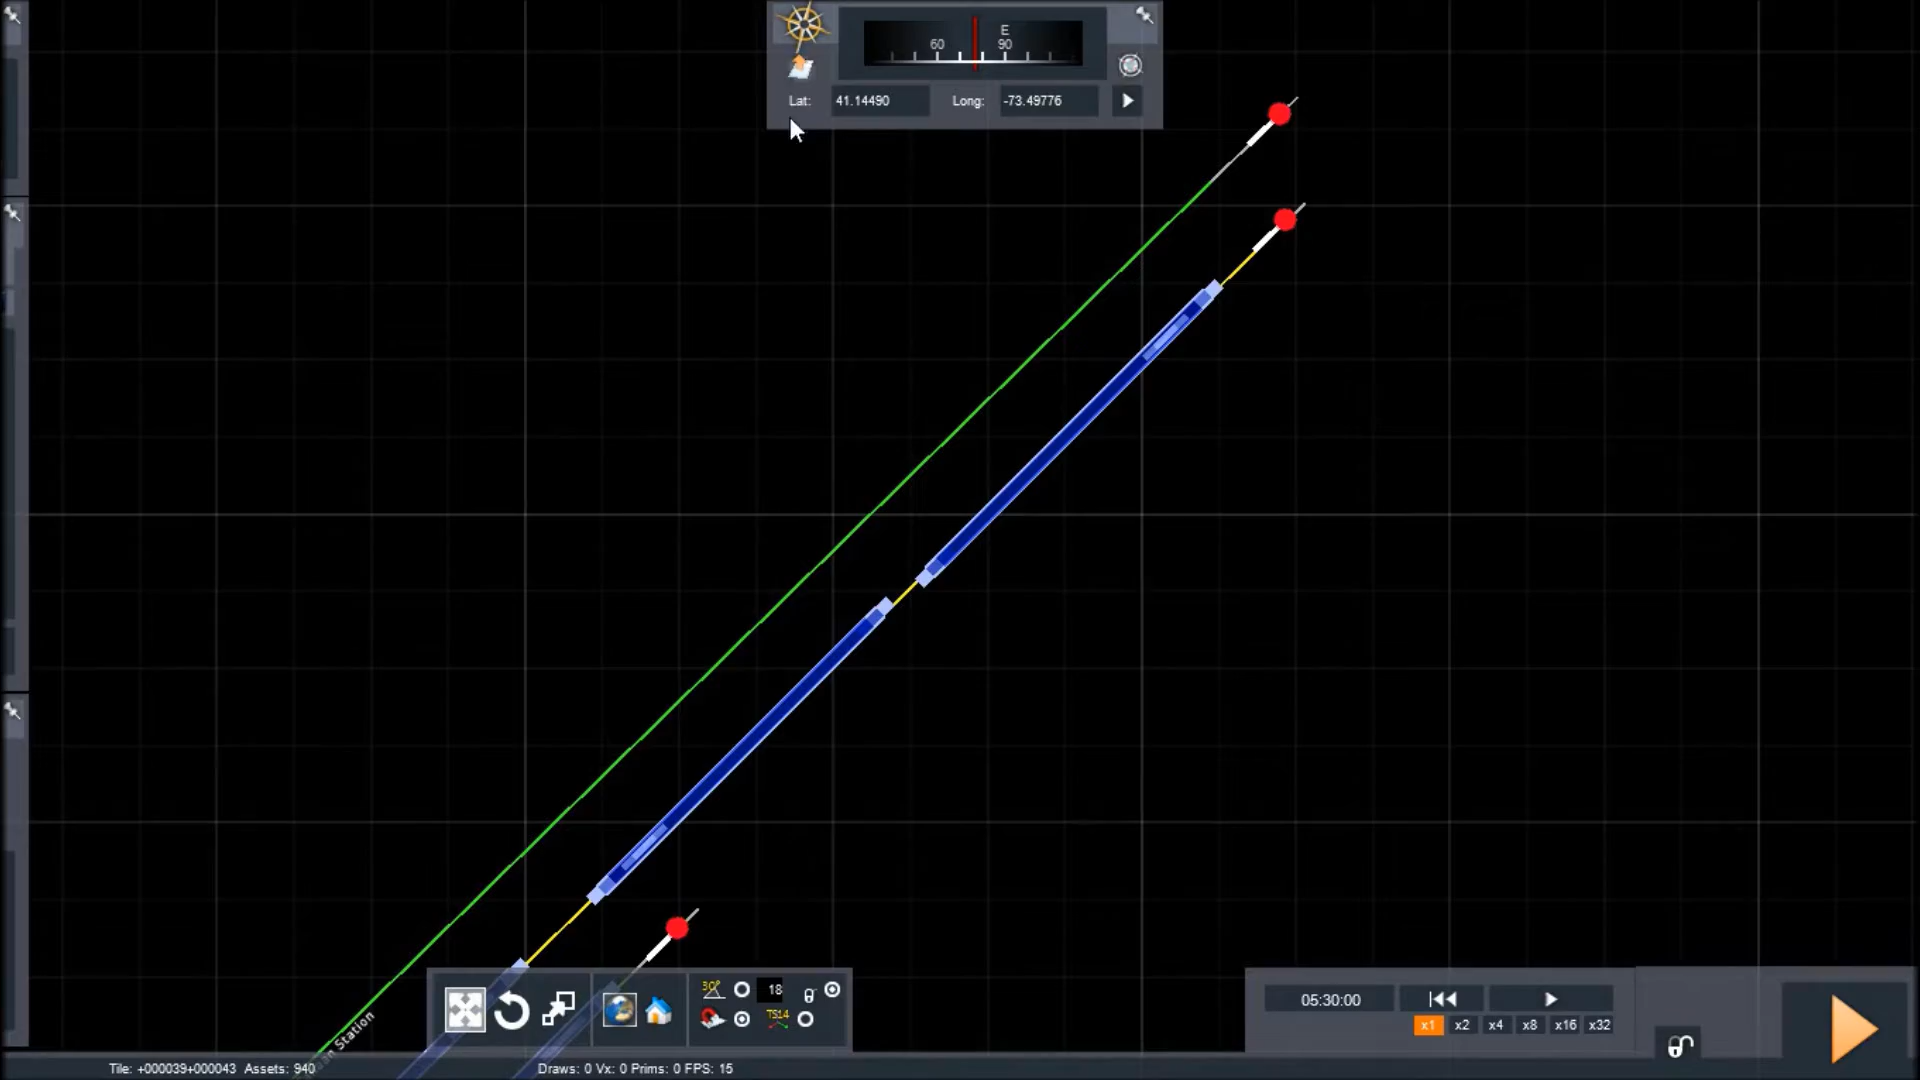 E
60 90
Lat: 41.14490 Long: -73.49776
Station
30° 18
TS14
05:30:00
x1 x2 x4 x8 x16 x32
Tile: +000039+000043 Assets: 940 Draws: 0 Vx: 0 Prims: 0 FPS: 15